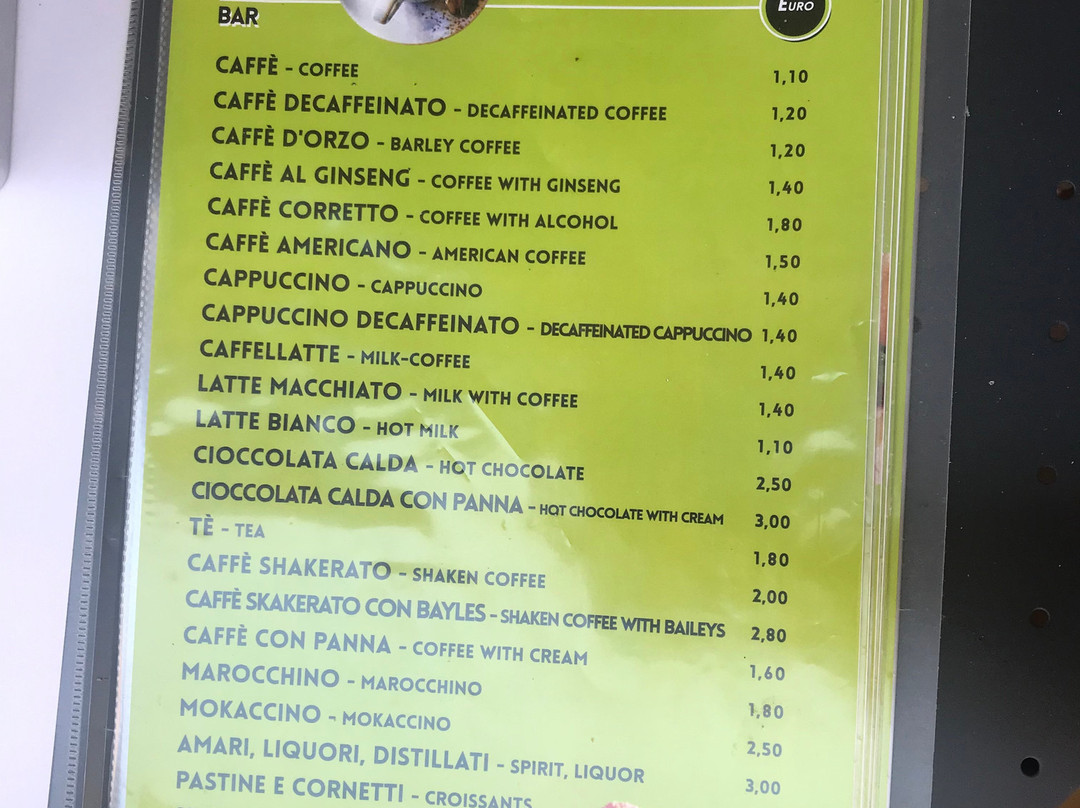 EURO
BAR
CAFFÈ - COFFEE 1,10
CAFFÈ DECAFFEINATO - DECAFFEINATED COFFEE 1,20
CAFFÈ D'ORZO - BARLEY COFFEE 1,20
CAFFÈ AL GINSENG - COFFEE WITH GINSENG 1,40
CAFFÈ CORRETTO - COFFEE WITH ALCOHOL 1,80
CAFFÈ AMERICANO - AMERICAN COFFEE 1,50
CAPPUCCINO - CAPPUCCINO 1,40
CAPPUCCINO DECAFFEINATO - DECAFFEINATED CAPPUCCINO 1,40
CAFFELLATTE - MILK-COFFEE 1,40
LATTE MACCHIATO - MILK WITH COFFEE 1,40
LATTE BIANCO - HOT MILK 1,10
CIOCCOLATA CALDA - HOT CHOCOLATE 2,50
CIOCCOLATA CALDA CON PANNA - HOT CHOCOLATE WITH CREAM 3,00
TÈ - TEA 1,80
CAFFÈ SHAKERATO - SHAKEN COFFEE 2,00
CAFFÈ SKAKERATO CON BAYLES - SHAKEN COFFEE WITH BAILEYS 2,80
CAFFÈ CON PANNA - COFFEE WITH CREAM 1,60
MAROCCHINO - MAROCCHINO 1,80
MOKACCINO - MOKACCINO 2,50
AMARI, LIQUORI, DISTILLATI - SPIRIT, LIQUOR 3,00
PASTINE E CORNETTI - CROISSANTS